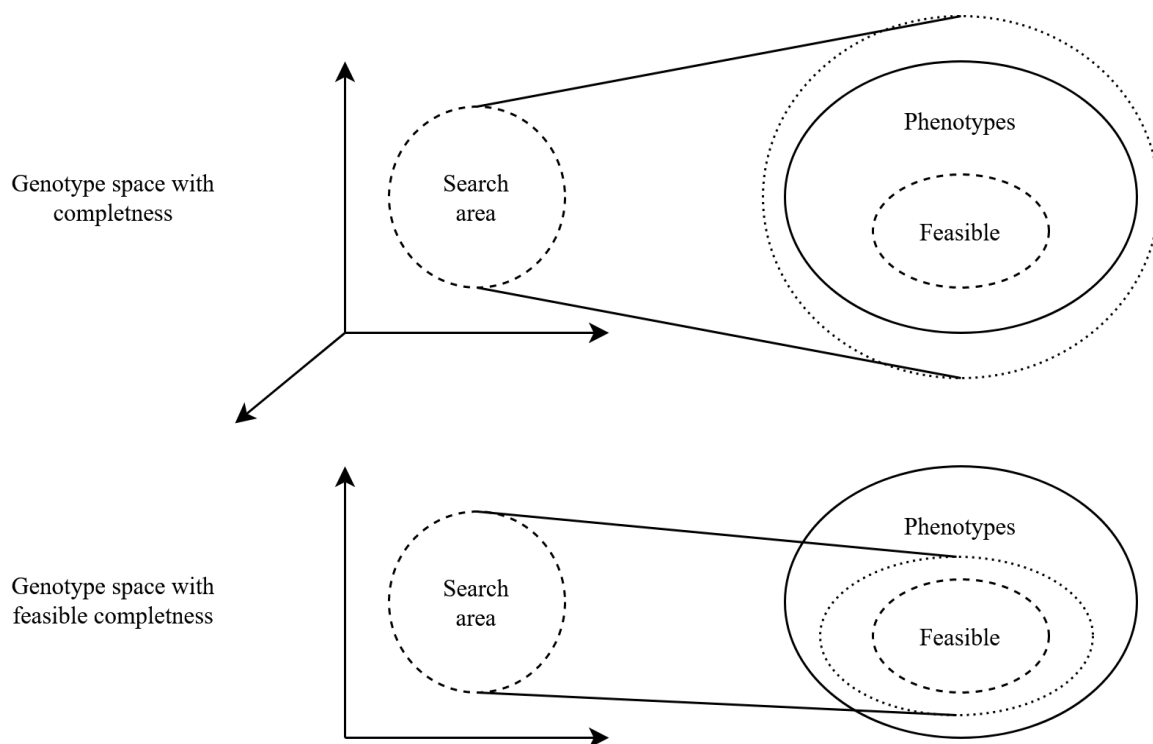 Genotype space with
completness
Search
area
Phenotypes
Feasible
Genotype space with
feasible completness
Search
area
Phenotypes
Feasible